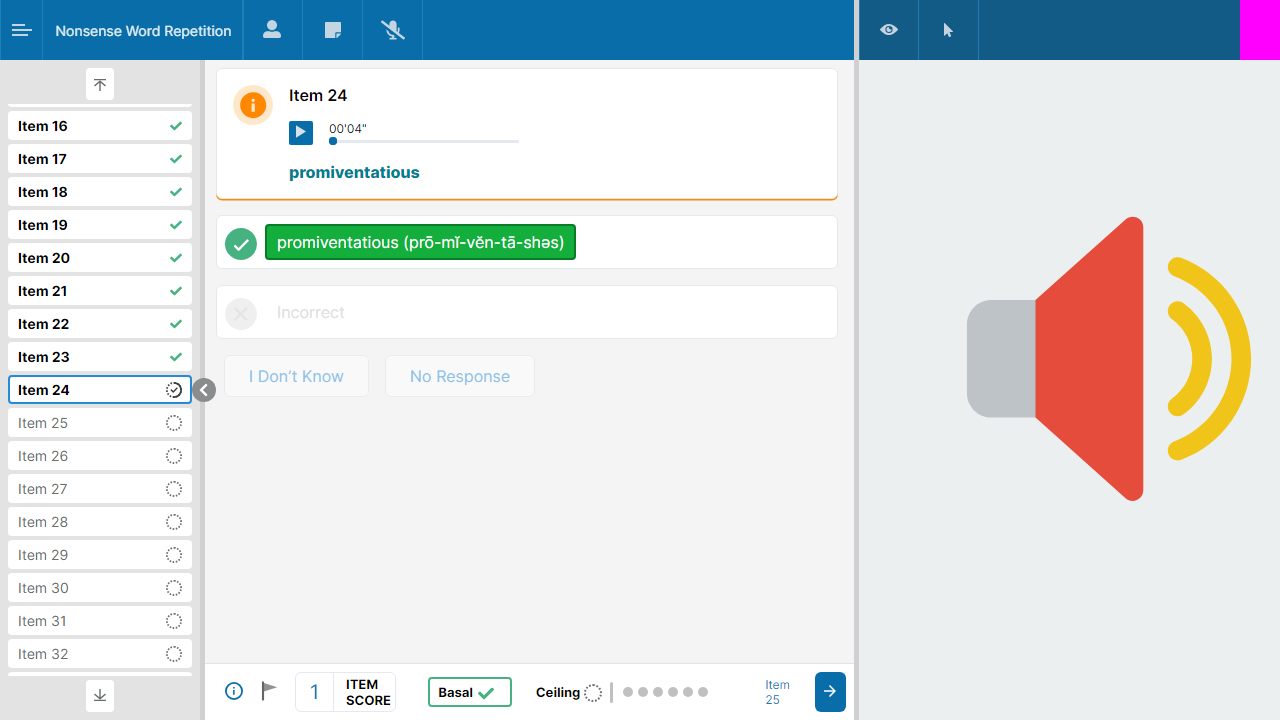 Nonsense Word Repetition
Item 16
Item 17
Item 18
Item 19
Item 20
Item 21
Item 22
Item 23
Item 24
Item 25
Item 26
Item 27
Item 28
Item 29
Item 30
Item 31
Item 32
Item 24
00'04"
promiventatious
promiventatious (prō-mĭ-vĕn-tā-shəs)
Incorrect
I Don't Know
No Response
1
ITEM
SCORE
Basal
Ceiling
Item
25